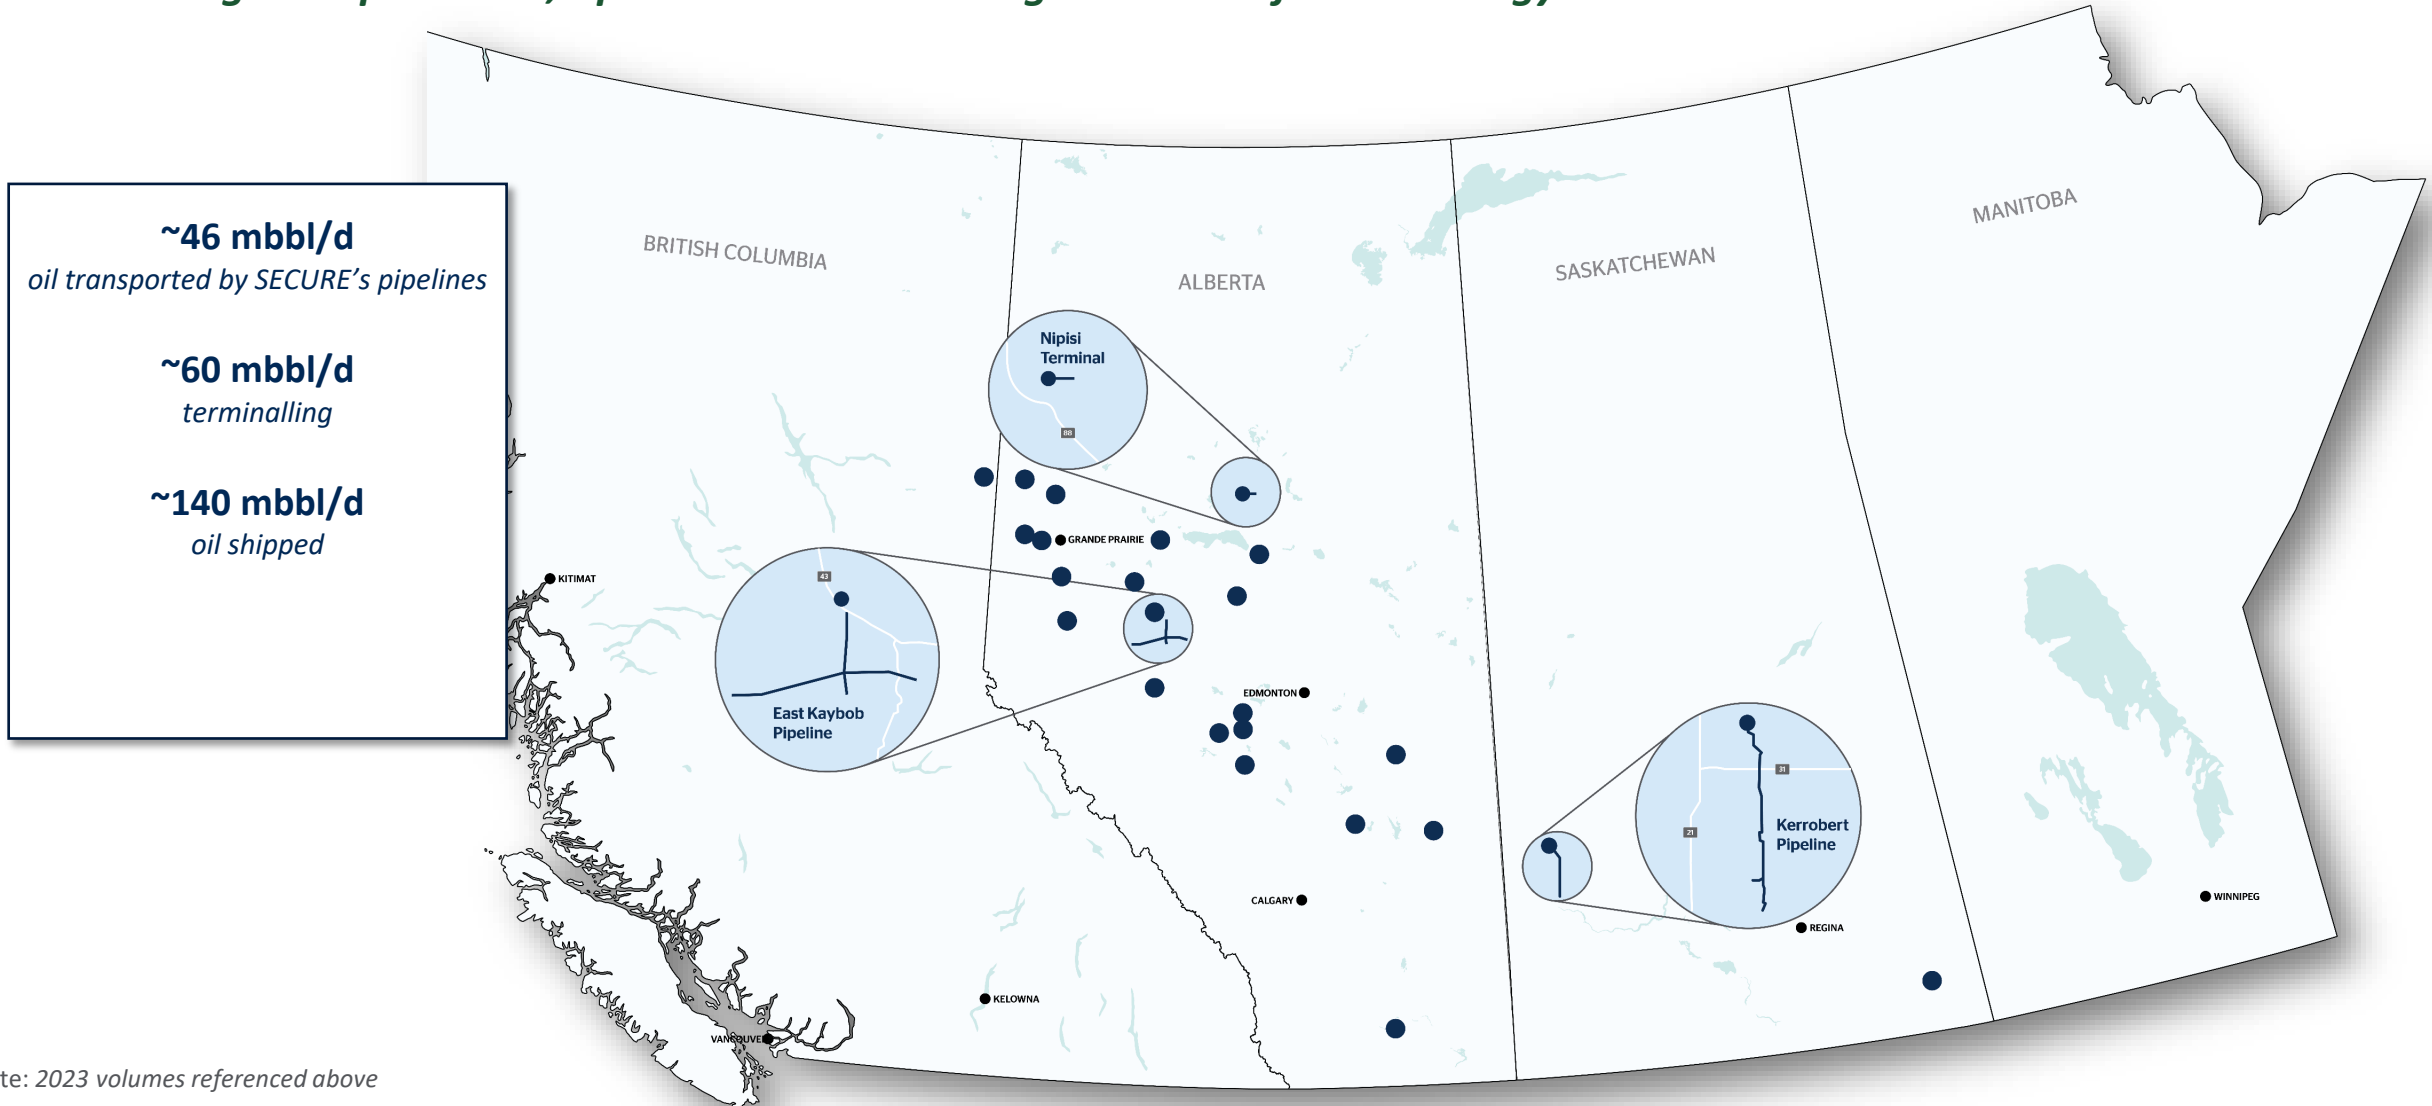 ~46 mbbl/d
oil transported by SECURE's pipelines
~60 mbbl/d
terminalling
~140 mbbl/d
oil shipped
BRITISH COLUMBIA
ALBERTA
SASKATCHEWAN
MANITOBA
Nipisi
Terminal
88
GRANDE PRAIRIE
KITIMAT
43
East Kaybob
Pipeline
EDMONTON
31
21
Kerrobert
Pipeline
CALGARY
REGINA
WINNIPEG
KELOWNA
VANCOUVE
te: 2023 volumes referenced above